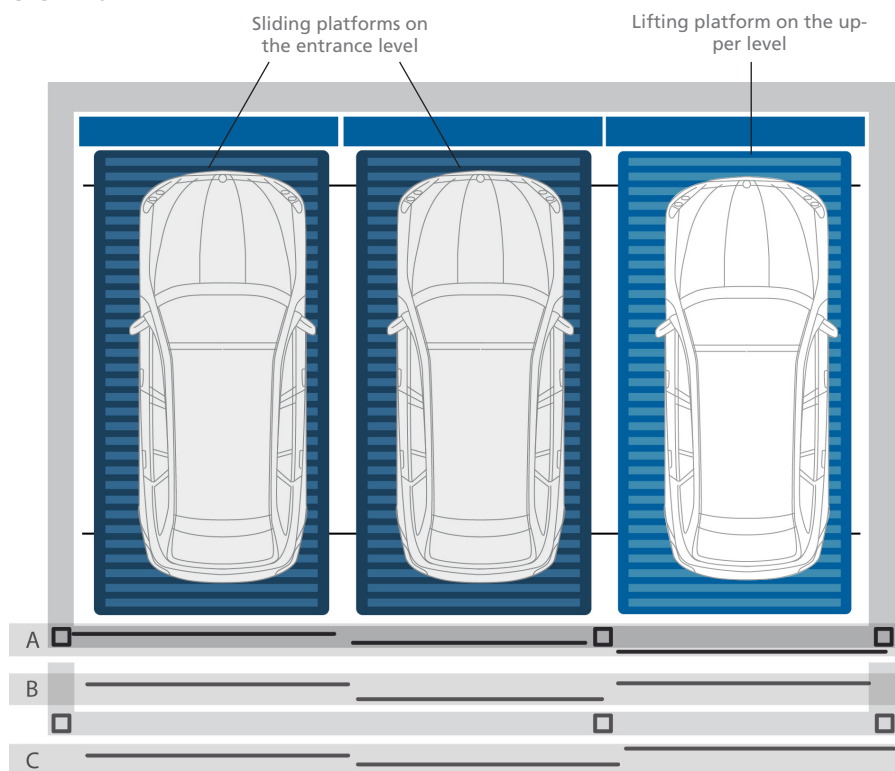 Sliding platforms on
the entrance level
Lifting platform on the up-
per level
A
B
C